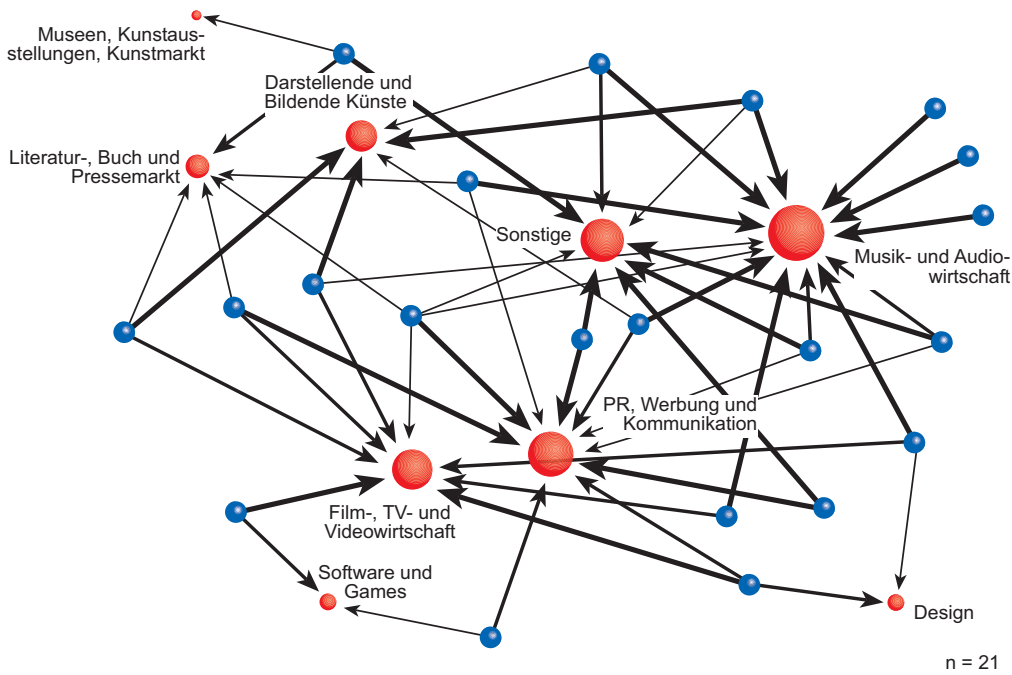 Museen, Kunstaus-
stellungen, Kunstmarkt
Darstellende und
Bildende Künste
Literatur-, Buch und
Pressemarkt
Sonstige
Musik- und Audio-
wirtschaft
PR, Werbung und
Kommunikation
Film-, TV- und
Videowirtschaft
Software und
Games
Design
n = 21